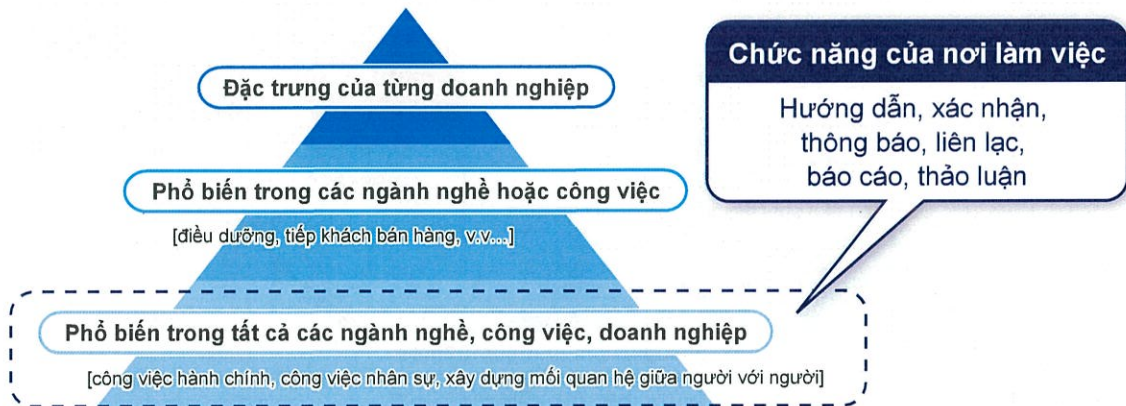 Đặc trưng của từng doanh nghiệp
Phổ biến trong các ngành nghề hoặc công việc
[điều dưỡng, tiếp khách bán hàng, v.v...]
Phổ biến trong tất cả các ngành nghề, công việc, doanh nghiệp
[công việc hành chính, công việc nhân sự, xây dựng mối quan hệ giữa người với người]
Chức năng của nơi làm việc
Hướng dẫn, xác nhận,
thông báo, liên lạc,
báo cáo, thảo luận